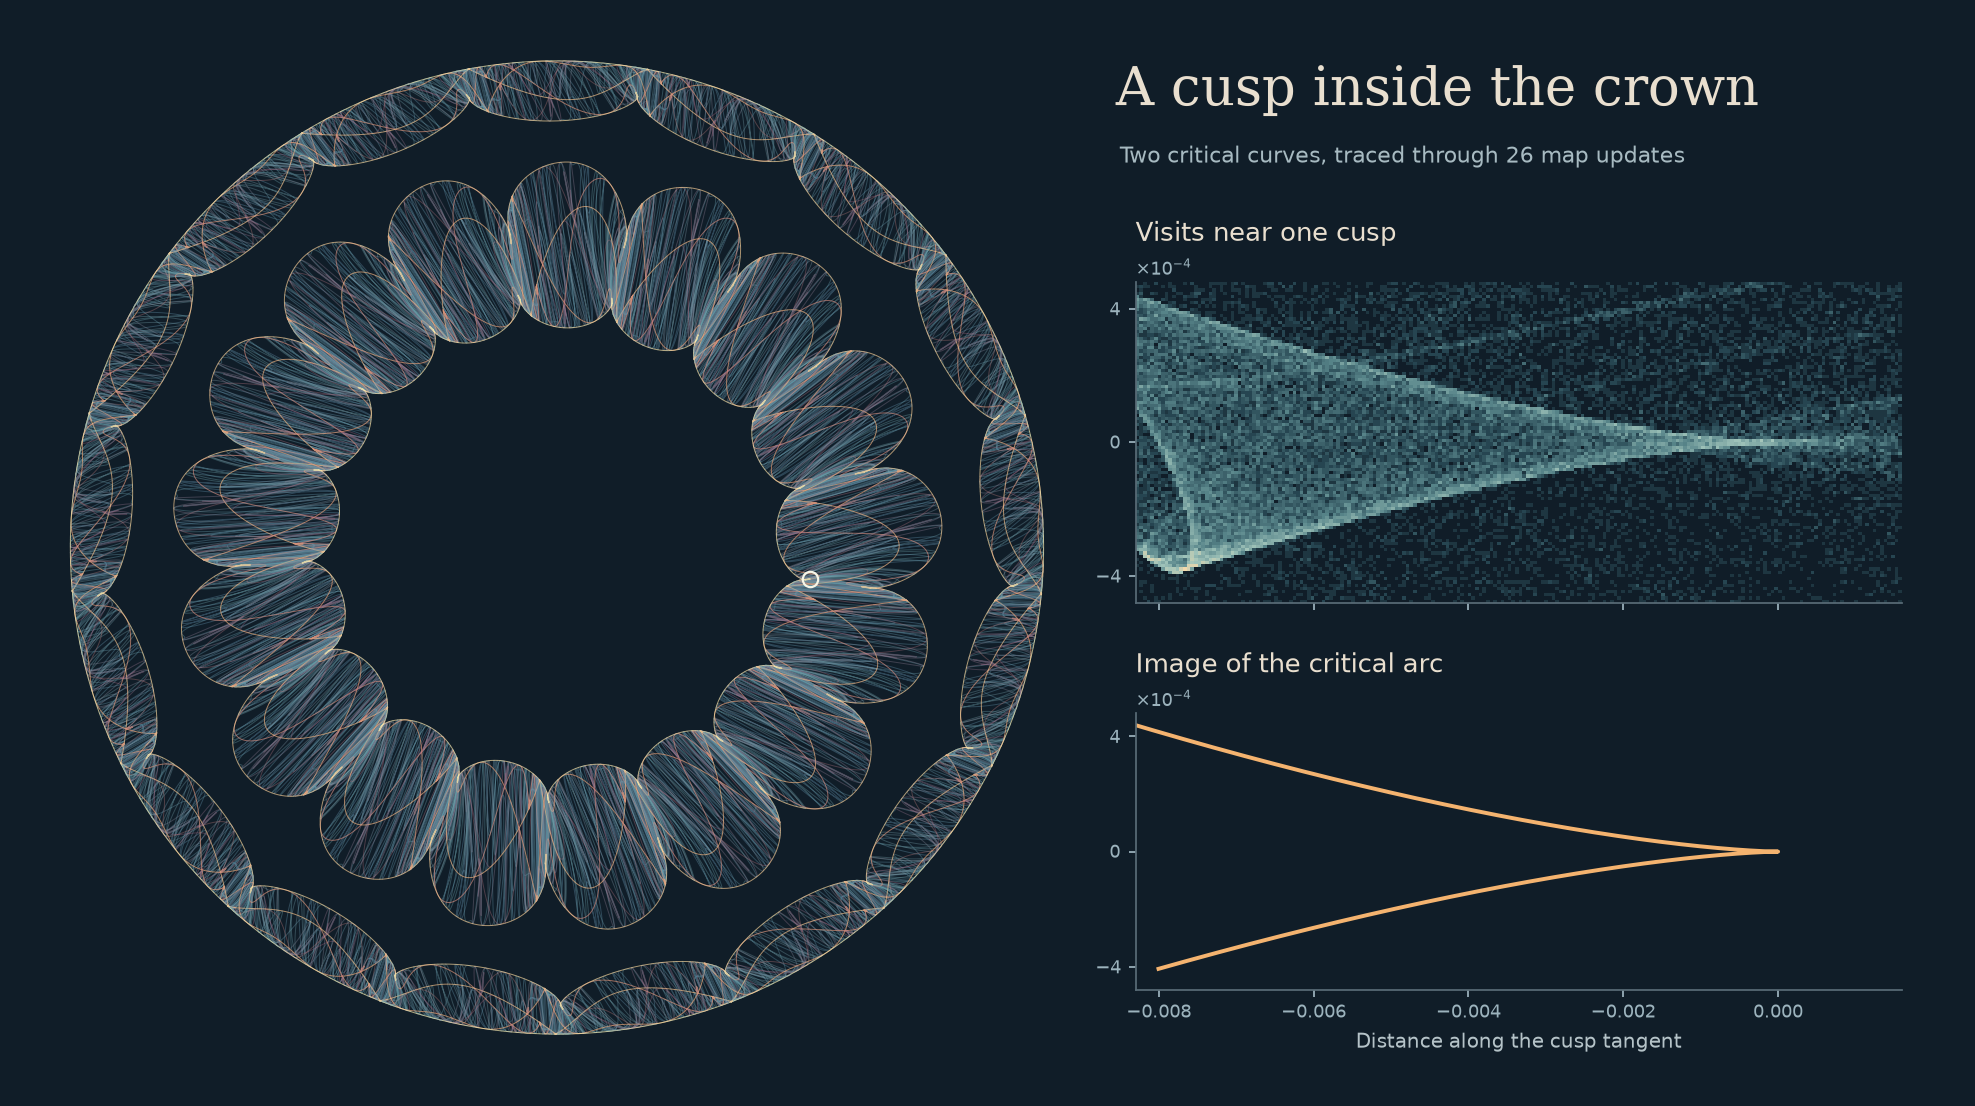 A cusp inside the crown
Two critical curves, traced through 26 map updates
Visits near one cusp
×10⁻⁴
4
0
−4
Image of the critical arc
×10⁻⁴
4
0
−4
−0.008 −0.006 −0.004 −0.002 0.000
Distance along the cusp tangent